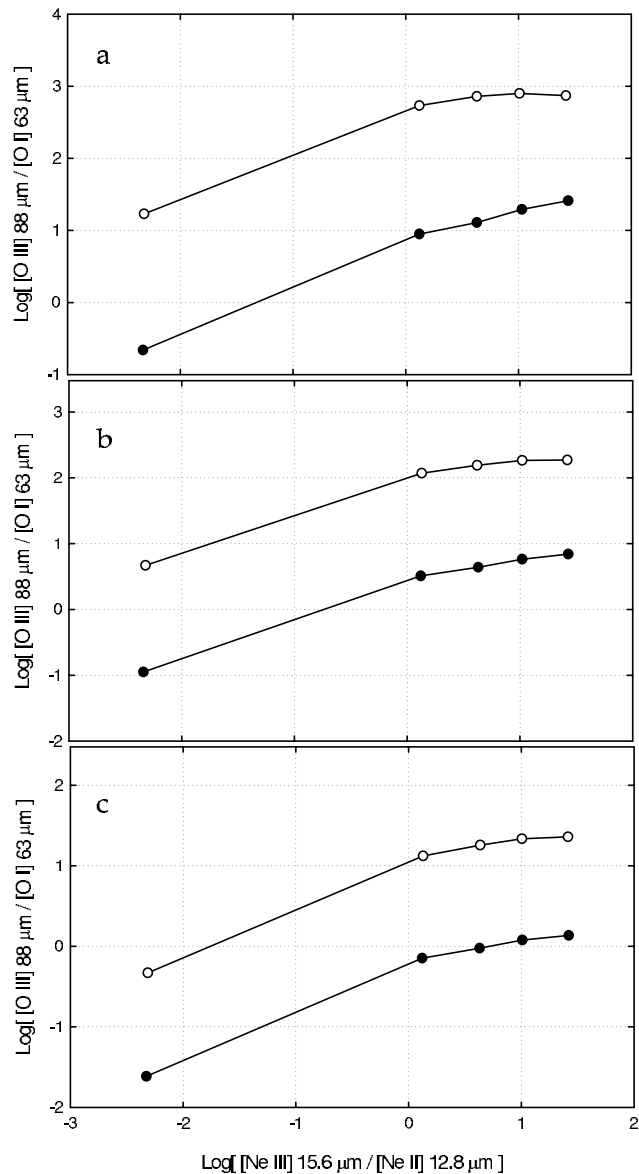 4
3
2
1
0
-1
a
Log[ [O III] 88 μm / [O I] 63 μm ]
3
2
1
0
-1
-2
b
Log[ [O III] 88 μm / [O I] 63 μm ]
2
1
0
-1
-2
c
Log[ [O III] 88 μm / [O I] 63 μm ]
-3 -2 -1 0 1 2
Log[ [Ne III] 15.6 μm / [Ne II] 12.8 μm ]